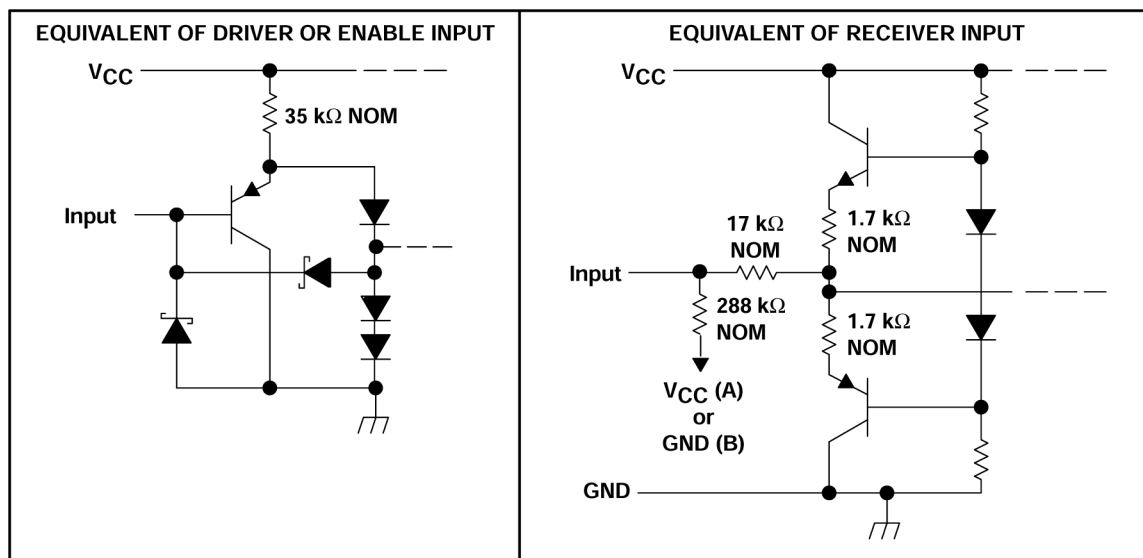 EQUIVALENT OF DRIVER OR ENABLE INPUT
VCC
35 kΩ NOM
Input
EQUIVALENT OF RECEIVER INPUT
VCC
17 kΩ
NOM
1.7 kΩ
NOM
Input
288 kΩ
NOM
1.7 kΩ
NOM
VCC (A)
or
GND (B)
GND